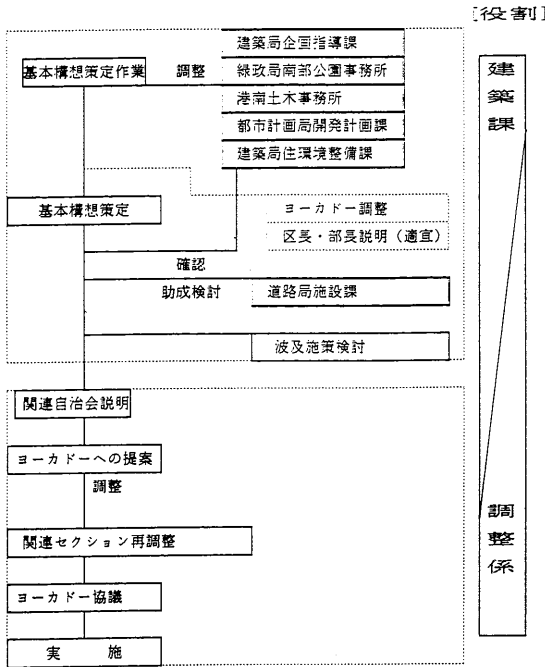 [役割]
建築局企画指導課
基本構想策定作業 調整 緑政局南部公園事務所
港南土木事務所
都市計画局開発計画課
建築局住環境整備課
基本構想策定
ヨーカドー調整
区長・部長説明（適宜）
確認
助成検討 道路局施設課
波及施策検討
関連自治会説明
ヨーカドーへの提案
調整
関連セクション再調整
ヨーカドー協議
実 施
建築課
調整係